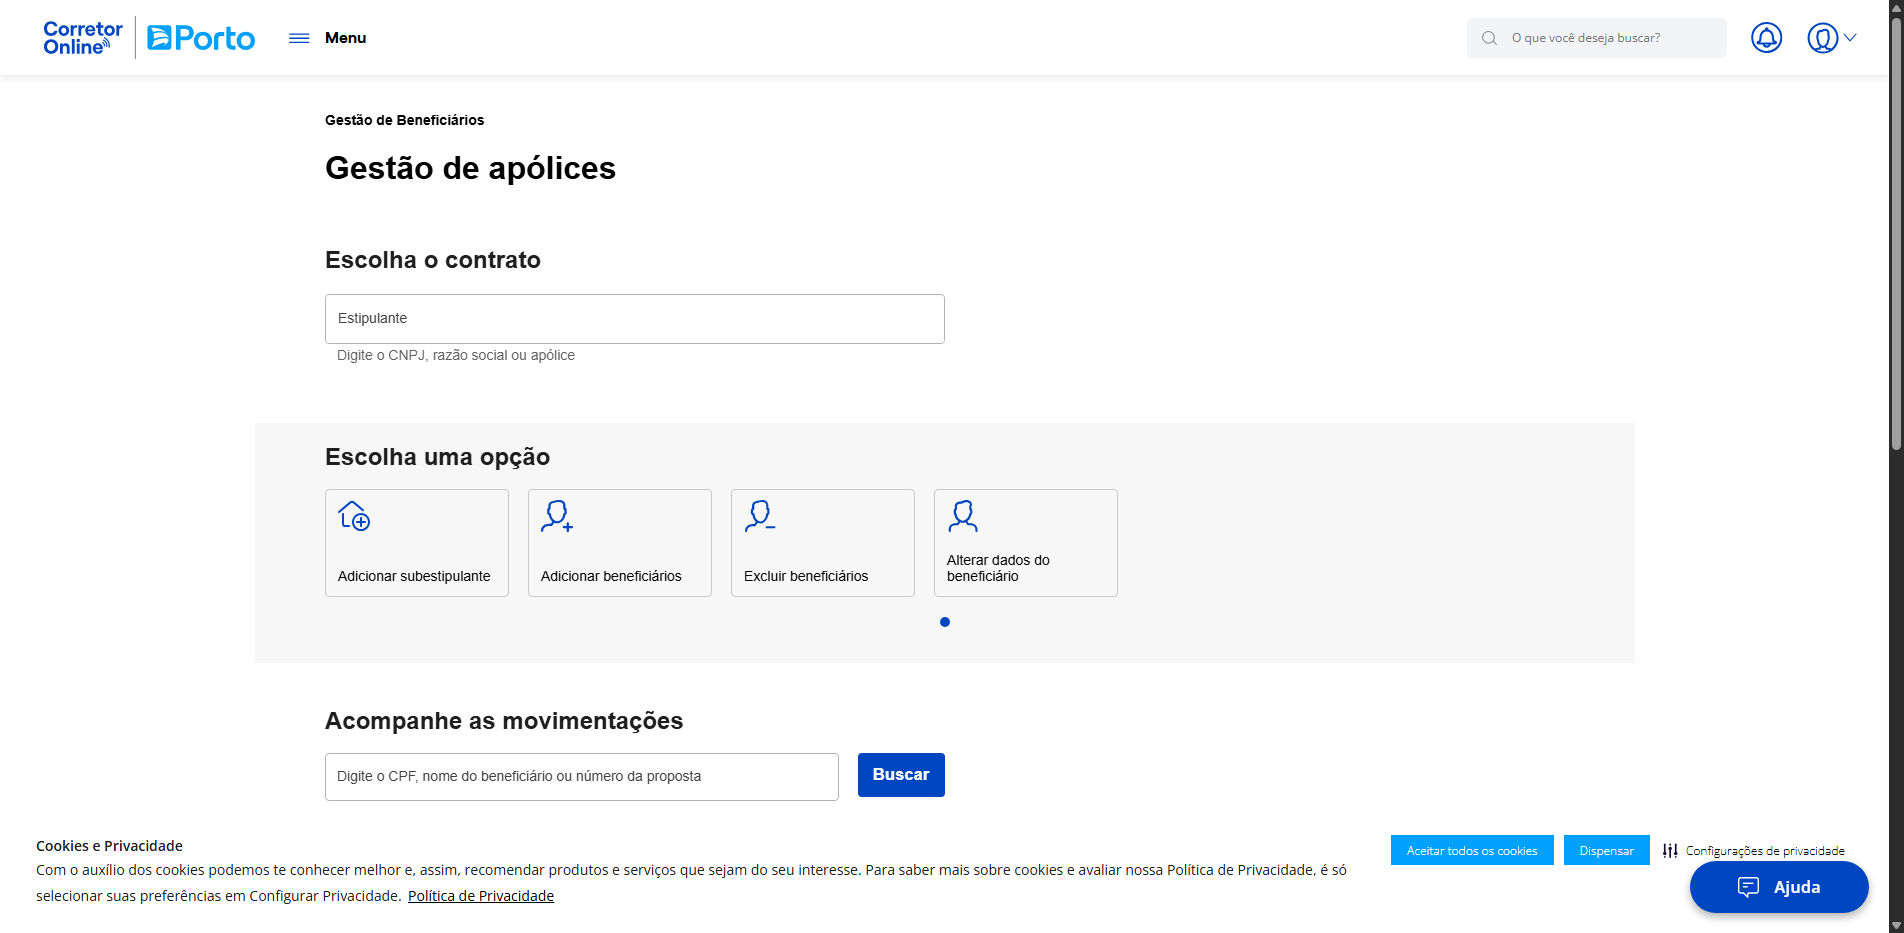 Corretor
Online
Porto
Menu
O que você deseja buscar?
Gestão de Beneficiários
Gestão de apólices
Escolha o contrato
Estipulante
Digite o CNPJ, razão social ou apólice
Escolha uma opção
Adicionar subestipulante
Adicionar beneficiários
Excluir beneficiários
Alterar dados do
beneficiário
Acompanhe as movimentações
Digite o CPF, nome do beneficiário ou número da proposta
Buscar
Cookies e Privacidade
Com o auxílio dos cookies podemos te conhecer melhor e, assim, recomendar produtos e serviços que sejam do seu interesse. Para saber mais sobre cookies e avaliar nossa Política de Privacidade, é só
selecionar suas preferências em Configurar Privacidade. Política de Privacidade
Aceitar todos os cookies
Dispensar
Configurações de privacidade
Ajuda